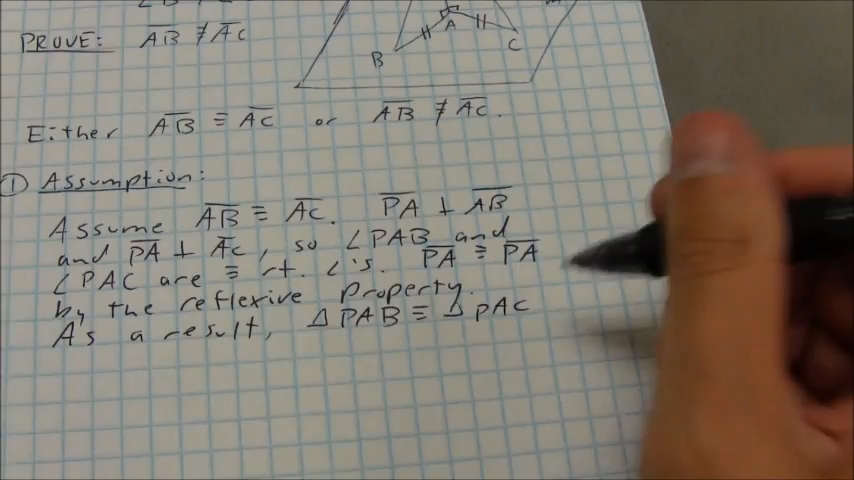 PROVE: AB ≢ AC
A
B
C
Either AB ≡ AC or AB ≢ AC.
① Assumption:
Assume AB ≡ AC. PA ⊥ AB
and PA ⊥ AC, so ∠PAB and
∠PAC are ≡ rt. ∠'s. PA ≡ PA
by the reflexive property.
As a result, △PAB ≡ △PAC